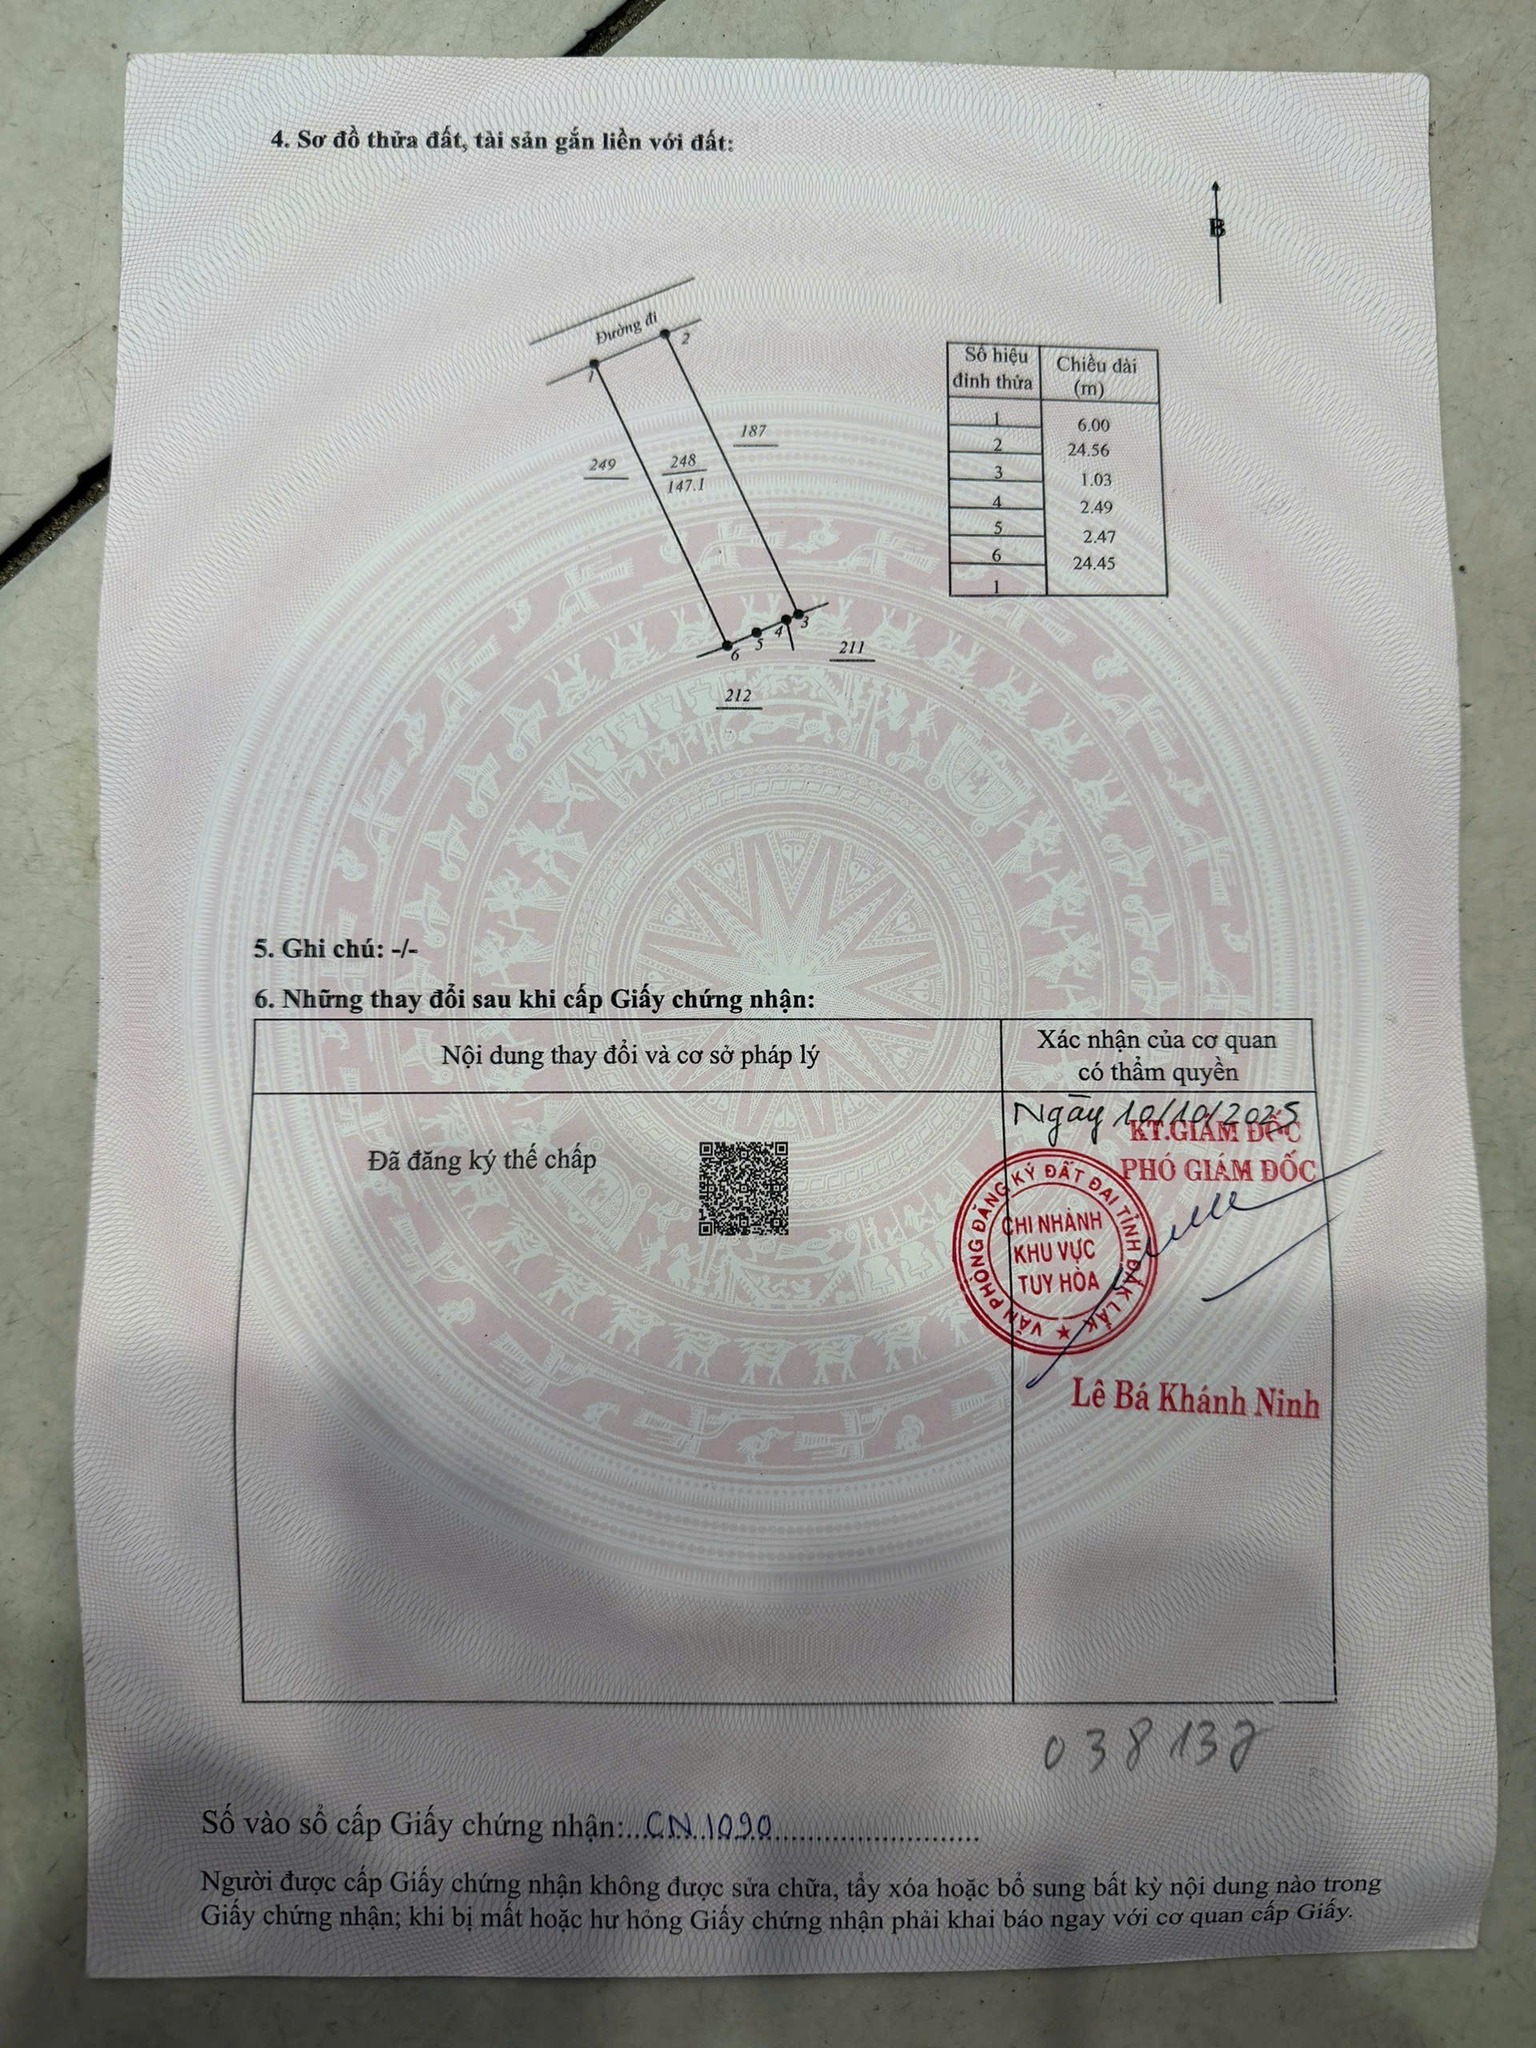 4. Sơ đồ thửa đất, tài sản gắn liền với đất:
B
Đường đi
1
2
187
249
248
147.1
3
4
5
6
211
212
Số hiệu đỉnh thửa
Chiều dài (m)
1
6.00
2
24.56
3
1.03
4
2.49
5
2.47
6
24.45
1
5. Ghi chú: -/-
6. Những thay đổi sau khi cấp Giấy chứng nhận:
Nội dung thay đổi và cơ sở pháp lý
Xác nhận của cơ quan
có thẩm quyền
Ngày 10/10/2025
KT.GIÁM ĐỐC
Đã đăng ký thế chấp
PHÓ GIÁM ĐỐC
VĂN PHÒNG ĐĂNG KÝ ĐẤT ĐAI TỈNH ĐẮK LẮK
CHI NHÁNH
KHU VỰC
TUY HÒA
Lê Bá Khánh Ninh
Số vào sổ cấp Giấy chứng nhận:...CN 1090
Người được cấp Giấy chứng nhận không được sửa chữa, tẩy xóa hoặc bổ sung bất kỳ nội dung nào trong
Giấy chứng nhận; khi bị mất hoặc hư hỏng Giấy chứng nhận phải khai báo ngay với cơ quan cấp Giấy.